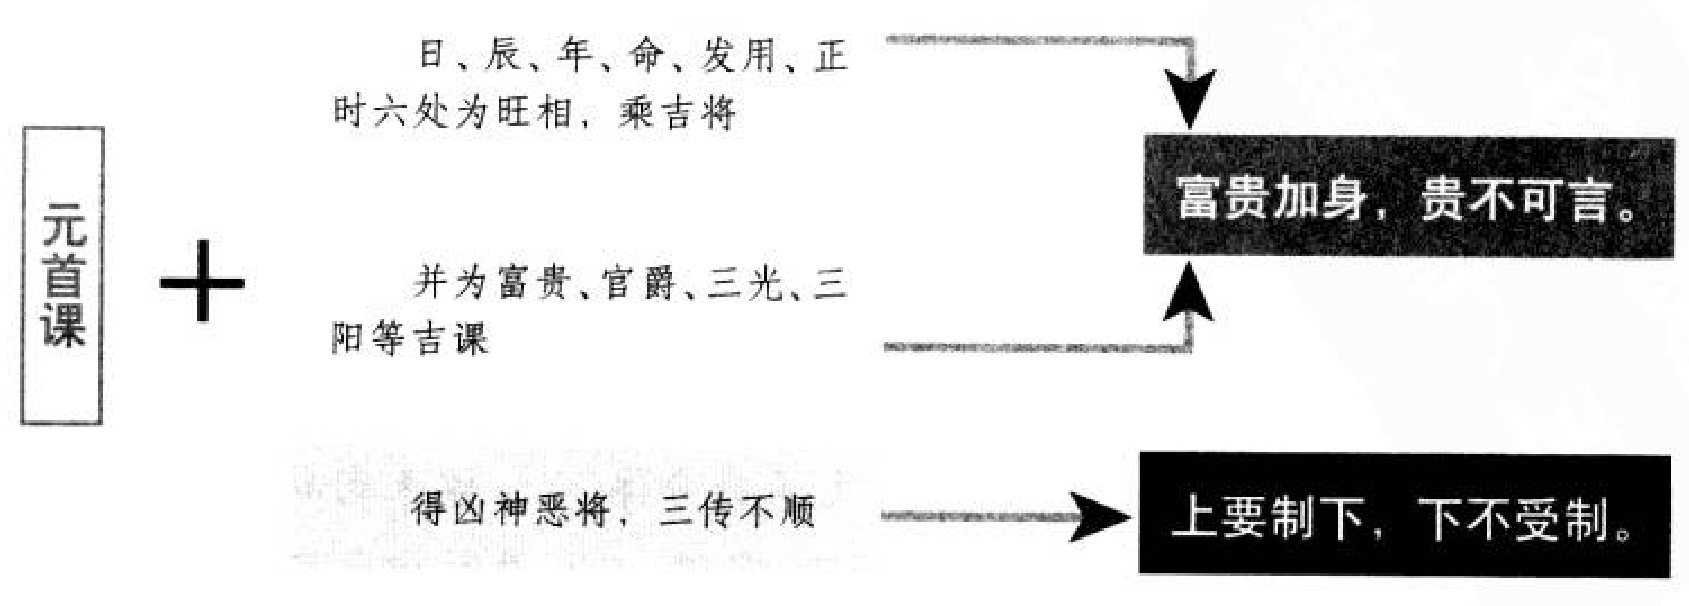 元首课
日、辰、年、命、发用、正
时六处为旺相，乘吉将
富贵加身，贵不可言。
并为富贵、官爵、三光、三
阳等吉课
得凶神恶将，三传不顺
上要制下，下不受制。